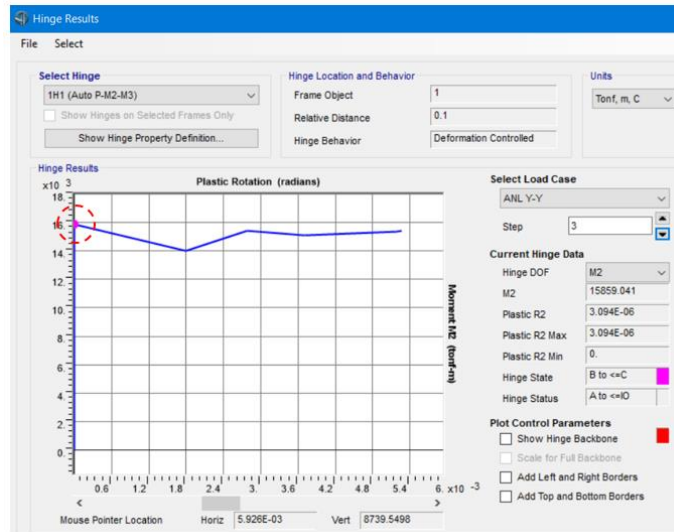 Hinge Results
File Select
Select Hinge
1H1 (Auto P-M2-M3)
Show Hinges on Selected Frames Only
Show Hinge Property Definition...
Hinge Location and Behavior
Frame Object 1
Relative Distance 0.1
Hinge Behavior Deformation Controlled
Units
Tonf, m, C
Hinge Results
x10 3
Plastic Rotation (radians)
18.
16.
14.
12.
10.
8.
6.
4.
2.
0.
0.6 1.2 1.8 2.4 3. 3.6 4.2 4.8 5.4 6. x10 -3
Moment M2 (tonf-m)
Mouse Pointer Location Horiz 5.926E-03 Vert 8739.5498
Select Load Case
ANL Y-Y
Step 3
Current Hinge Data
Hinge DOF M2
M2 15859.041
Plastic R2 3.094E-06
Plastic R2 Max 3.094E-06
Plastic R2 Min 0.
Hinge State B to <=C
Hinge Status A to <=IO
Plot Control Parameters
Show Hinge Backbone
Scale for Full Backbone
Add Left and Right Borders
Add Top and Bottom Borders